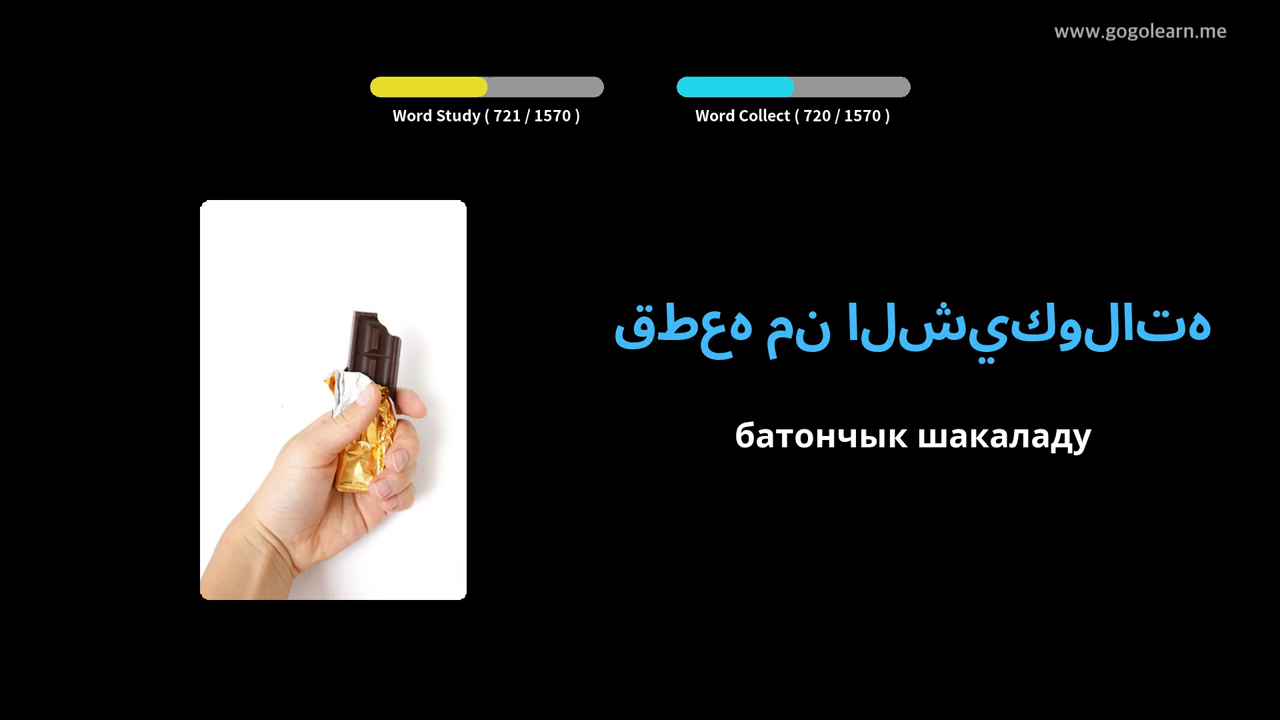 www.gogolearn.me
Word Study ( 721 / 1570 )
Word Collect ( 720 / 1570 )
قطعه من الشيكولاته
батончык шакаладу